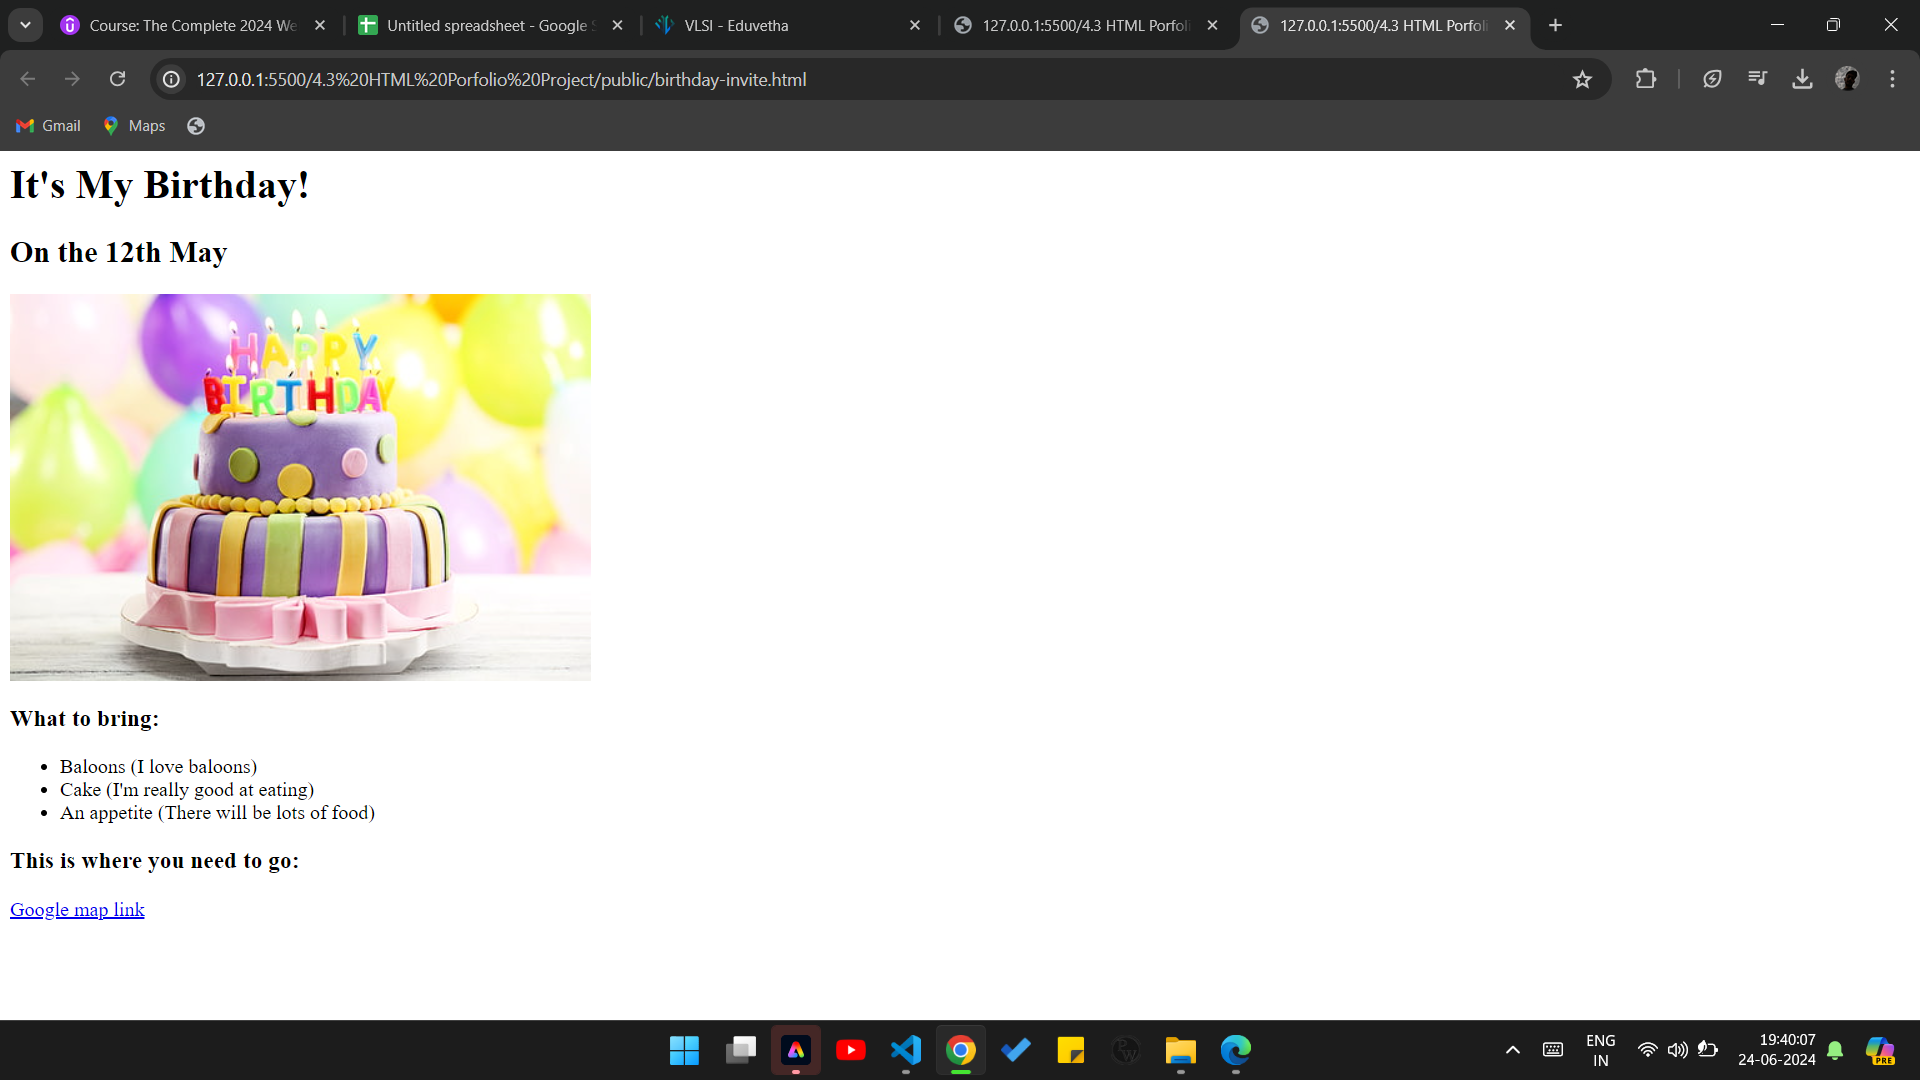 Course: The Complete 2024 We
Untitled spreadsheet - Google S
VLSI - Eduvetha
127.0.0.1:5500/4.3 HTML Porfoli
127.0.0.1:5500/4.3 HTML Porfoli
127.0.0.1:5500/4.3%20HTML%20Porfolio%20Project/public/birthday-invite.html
Gmail
Maps
It's My Birthday!
On the 12th May
HAPPY
BIRTHDAY
What to bring:
Baloons (I love baloons)
Cake (I'm really good at eating)
An appetite (There will be lots of food)
This is where you need to go:
Google map link
ENG
IN
19:40:07
24-06-2024
PRE